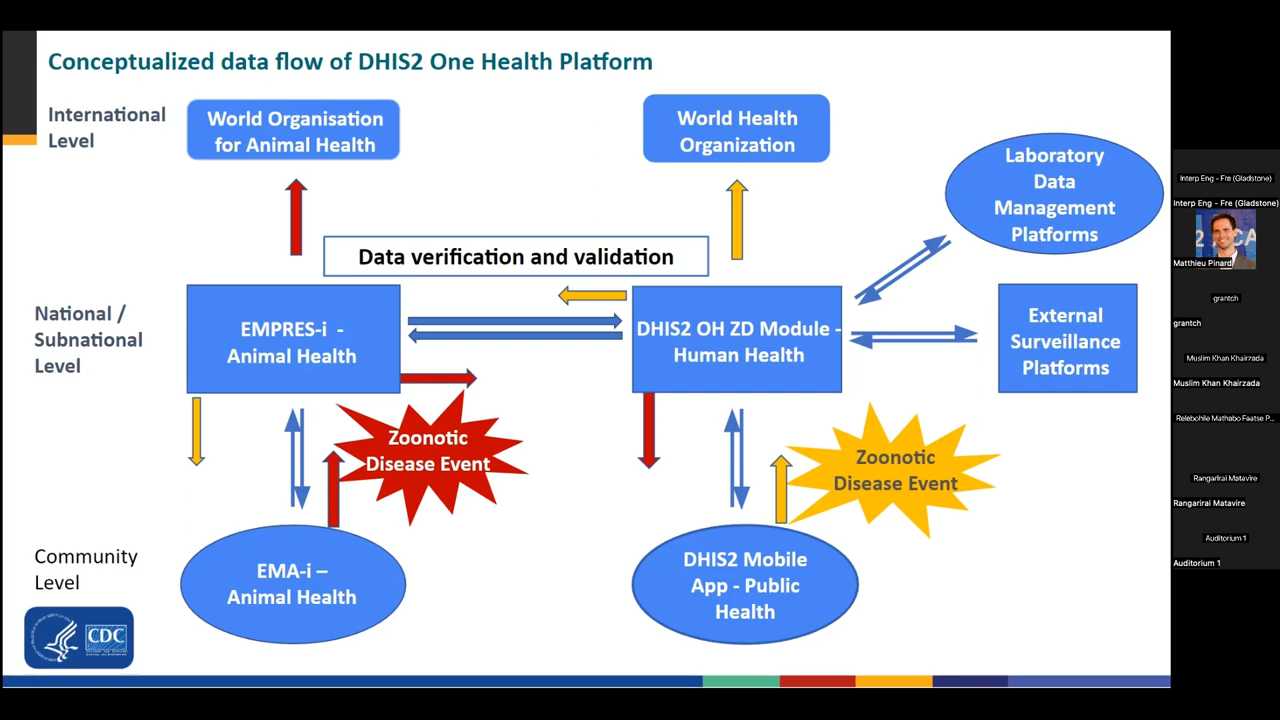 Conceptualized data flow of DHIS2 One Health Platform
International
Level
World Organisation
for Animal Health
World Health
Organization
Laboratory
Data
Management
Platforms
Data verification and validation
National /
Subnational
Level
EMPRES-i -
Animal Health
DHIS2 OH ZD Module -
Human Health
External
Surveillance
Platforms
Zoonotic
Disease Event
Zoonotic
Disease Event
Community
Level
EMA-i –
Animal Health
DHIS2 Mobile
App - Public
Health
CDC
Interp Eng - Fre (Gladstone)
Interp Eng - Fre (Gladstone)
Matthieu Pinard
grantch
grantch
Muslim Khan Khairzada
Muslim Khan Khairzada
Relebohile Mathabo Faatse P...
Rangarirai Matavire
Rangarirai Matavire
Auditorium 1
Auditorium 1